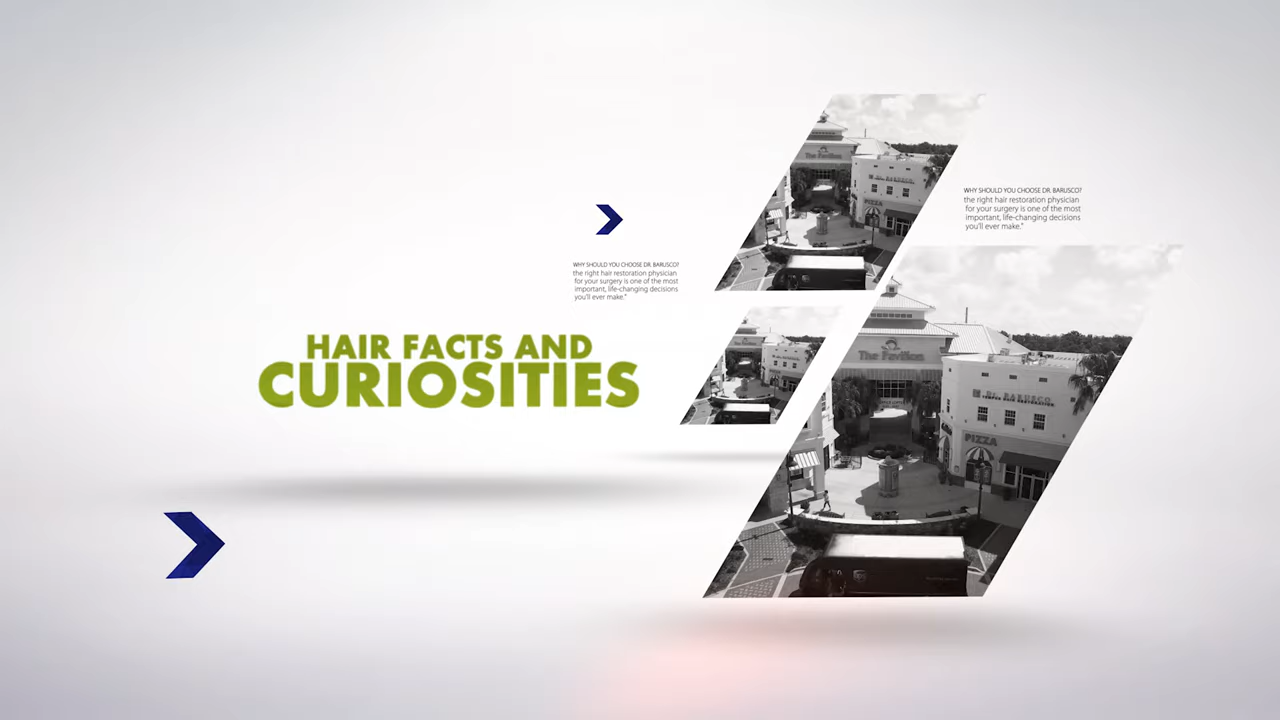 HAIR FACTS AND
CURIOSITIES
WHY SHOULD YOU CHOOSE DR. BARUSCO?
the right hair restoration physician
for your surgery is one of the most
important, life-changing decisions
you'll ever make."
WHY SHOULD YOU CHOOSE DR. BARUSCO?
the right hair restoration physician
for your surgery is one of the most
important, life-changing decisions
you'll ever make."
The Pavilion
PIZZA
The Pavilion
DR. BARUSCO
PIZZA